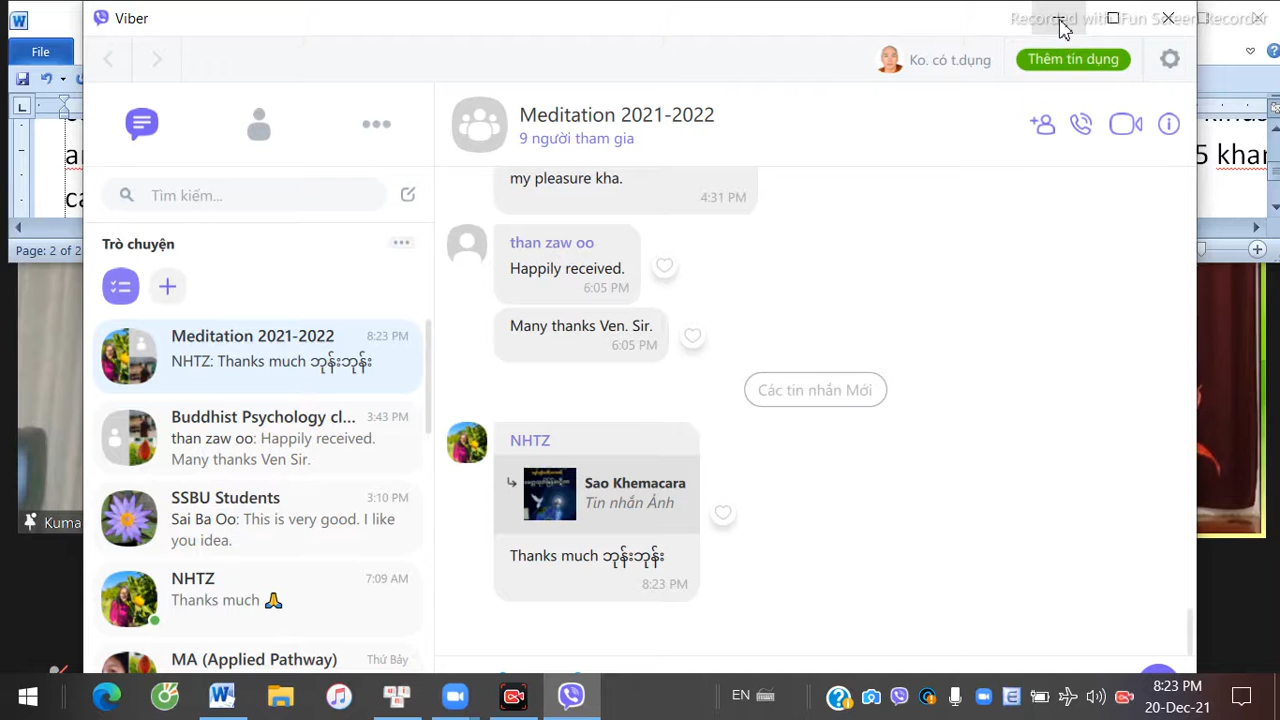 Viber
Recorded with iFun Screen Recorder
File
Ko. có t.dụng
Thêm tín dụng
Meditation 2021-2022
9 người tham gia
Tìm kiếm...
Trò chuyện
Meditation 2021-2022 8:23 PM
NHTZ: Thanks much ဘုန်းဘုန်း
Buddhist Psychology cl... 3:43 PM
than zaw oo: Happily received.
Many thanks Ven Sir.
SSBU Students 3:10 PM
Sai Ba Oo: This is very good. I like
you idea.
NHTZ 7:09 AM
Thanks much 🙏
MA (Applied Pathway) Thứ Bảy
my pleasure kha.
4:31 PM
than zaw oo
Happily received.
6:05 PM
Many thanks Ven. Sir.
6:05 PM
Các tin nhắn Mới
NHTZ
Sao Khemacara
Tin nhắn Ảnh
Thanks much ဘုန်းဘုန်း
8:23 PM
5 khan
ca
Page: 2 of 2
Kuma
EN
8:23 PM
20-Dec-21